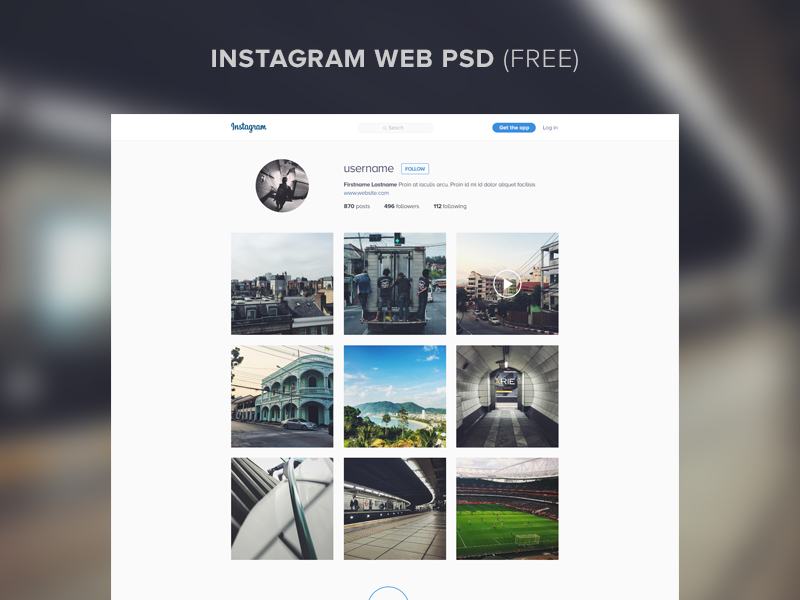 INSTAGRAM WEB PSD (FREE)
Instagram
Search
Get the app
Log in
username
FOLLOW
Firstname Lastname Proin at iaculis arcu. Proin id mi id dolor aliquet facilisis
www.website.com
870 posts 496 followers 112 following
RIE